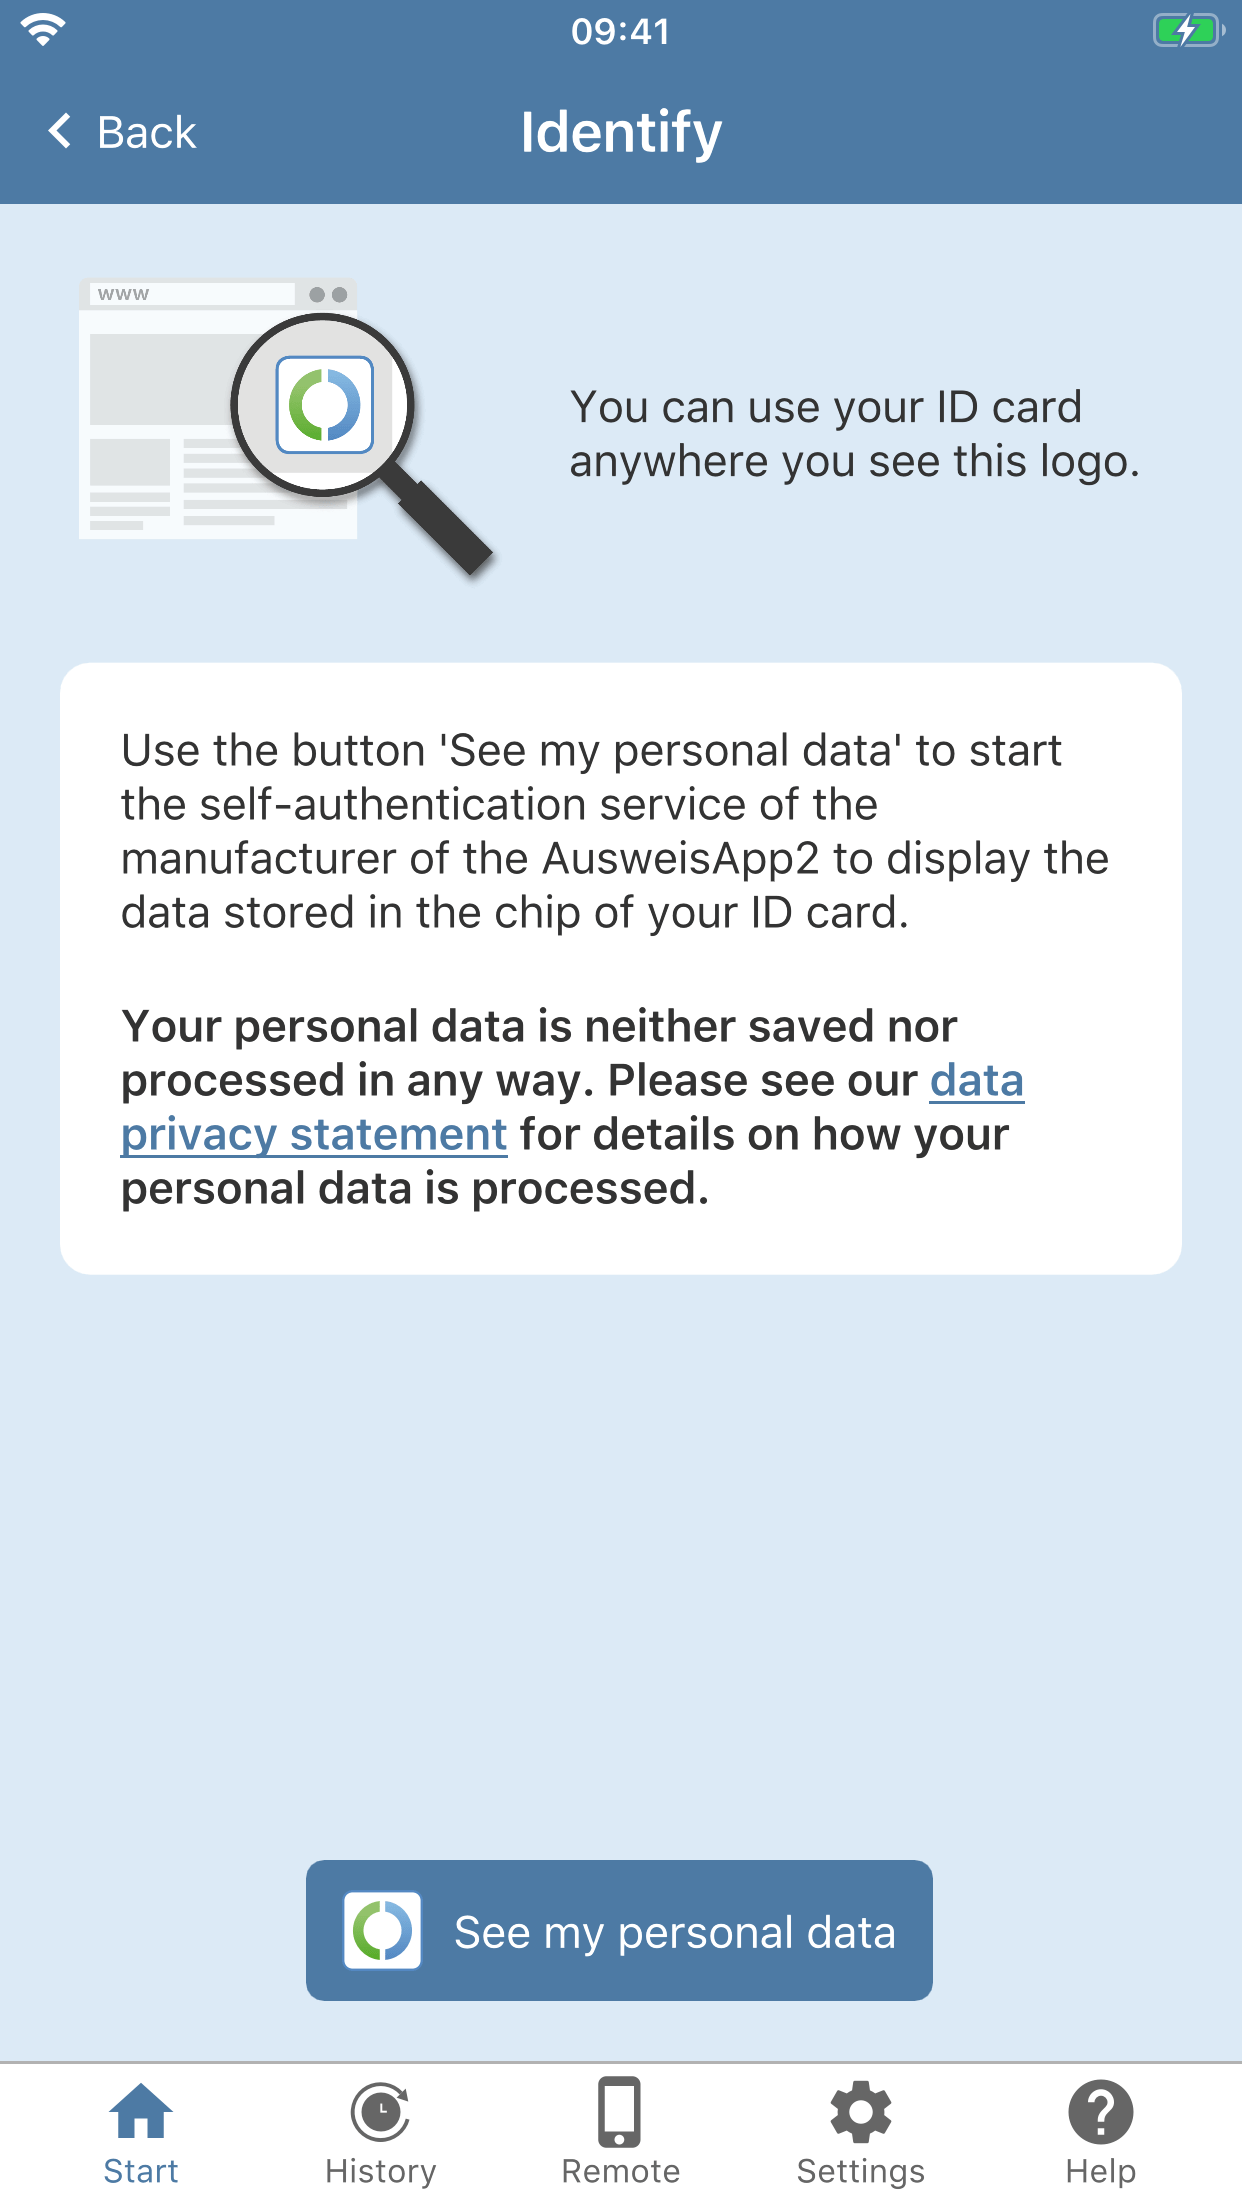 09:41
Back
Identify
www
You can use your ID card
anywhere you see this logo.
Use the button 'See my personal data' to start
the self-authentication service of the
manufacturer of the AusweisApp2 to display the
data stored in the chip of your ID card.
Your personal data is neither saved nor
processed in any way. Please see our data
privacy statement for details on how your
personal data is processed.
See my personal data
Start
History
Remote
Settings
Help